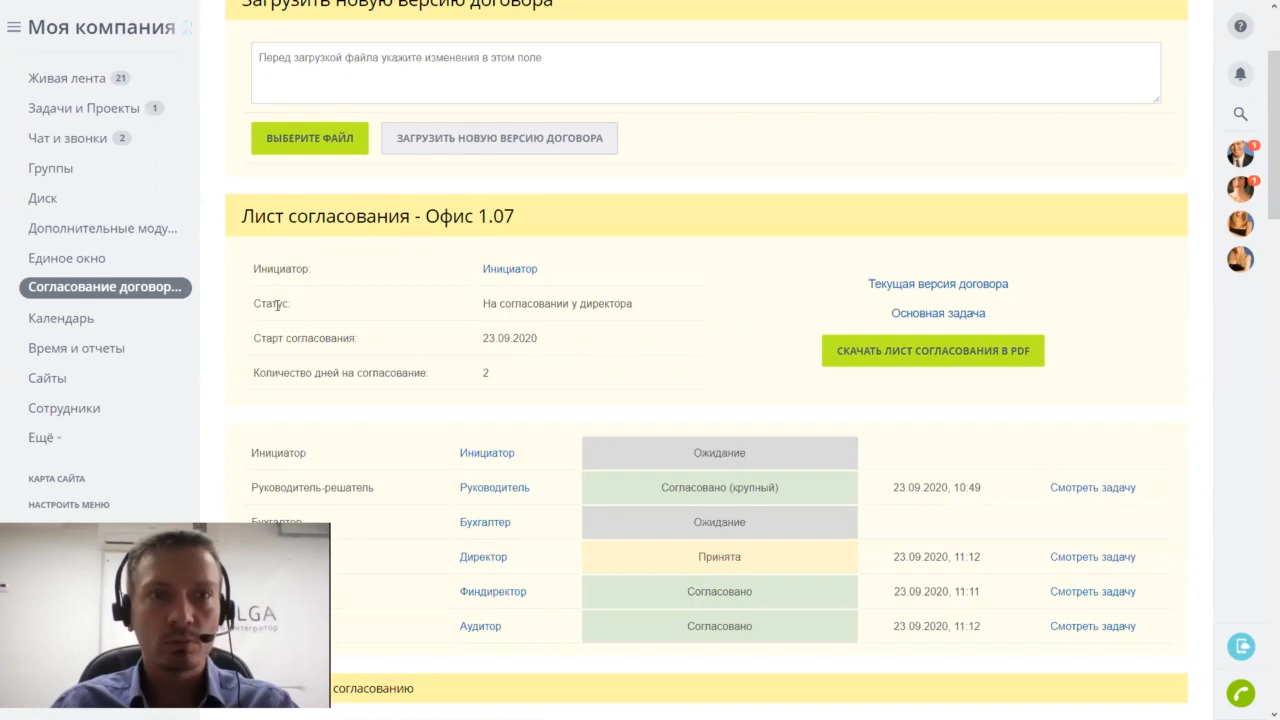 Загрузить новую версию договора
Моя компания
Перед загрузкой файла укажите изменения в этом поле
ВЫБЕРИТЕ ФАЙЛ
ЗАГРУЗИТЬ НОВУЮ ВЕРСИЮ ДОГОВОРА
Живая лента 21
Задачи и Проекты 1
Чат и звонки 2
Группы
Диск
Дополнительные моду...
Единое окно
Согласование договор...
Календарь
Время и отчеты
Сайты
Сотрудники
Ещё -
КАРТА САЙТА
НАСТРОИТЬ МЕНЮ
Лист согласования - Офис 1.07
Инициатор: Инициатор
Статус: На согласовании у директора
Старт согласования: 23.09.2020
Количество дней на согласование: 2
Текущая версия договора
Основная задача
СКАЧАТЬ ЛИСТ СОГЛАСОВАНИЯ В PDF
Инициатор Инициатор Ожидание
Руководитель-решатель Руководитель Согласовано (крупный) 23.09.2020, 10:49 Смотреть задачу
Бухгалтер Бухгалтер Ожидание
Директор Принята 23.09.2020, 11:12 Смотреть задачу
Финдиректор Согласовано 23.09.2020, 11:11 Смотреть задачу
Аудитор Согласовано 23.09.2020, 11:12 Смотреть задачу
согласованию
LGA
интегратор
?
1
1